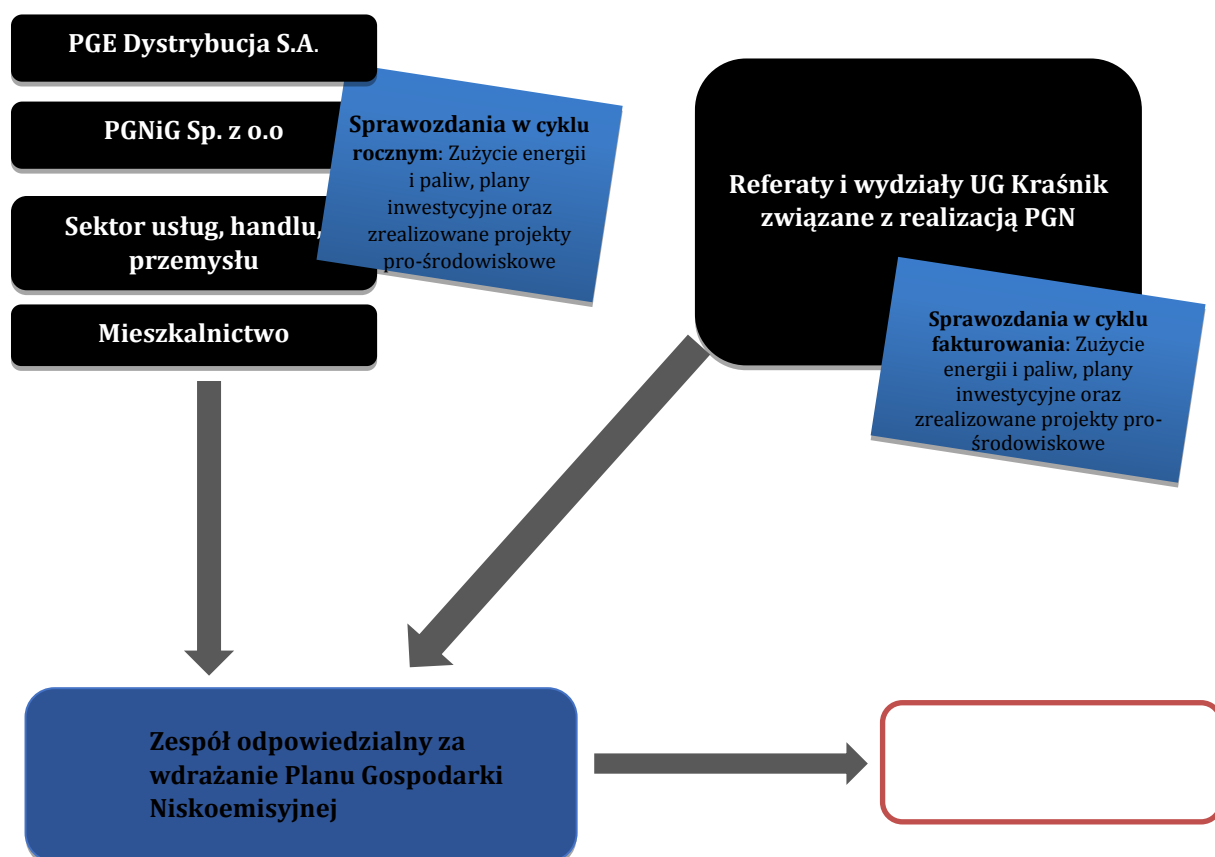 PGE Dystrybucja S.A.
PGNiG Sp. z o.o
Sektor usług, handlu,
przemysłu
Mieszkalnictwo
Sprawozdania w cyklu
rocznym: Zużycie energii
i paliw, plany
inwestycyjne oraz
zrealizowane projekty
pro-środowiskowe
Referaty i wydziały UG Kraśnik
związane z realizacją PGN
Sprawozdania w cyklu
fakturowania: Zużycie
energii i paliw, plany
inwestycyjne oraz
zrealizowane projekty pro-
środowiskowe
Zespół odpowiedzialny za
wdrażanie Planu Gospodarki
Niskoemisyjnej